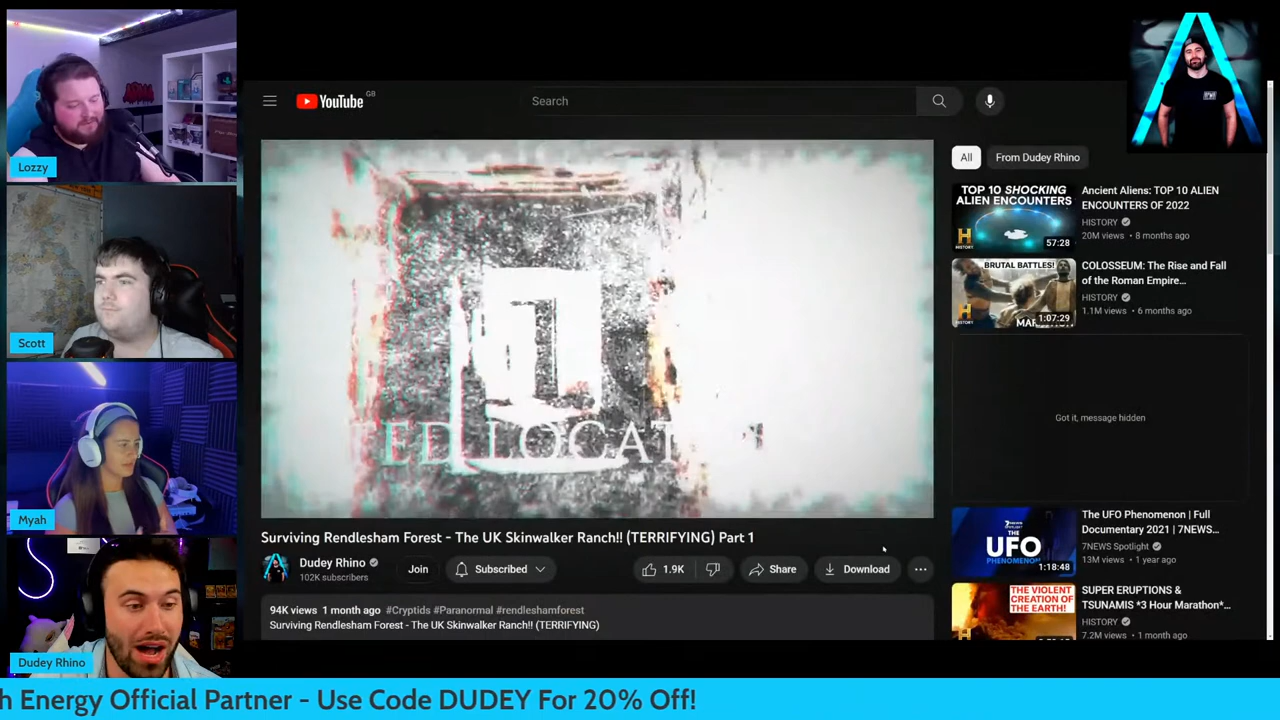 Lozzy
Scott
Myah
Dudey Rhino
YouTube GB
Search
All
From Dudey Rhino
TOP 10 SHOCKING
ALIEN ENCOUNTERS
57:28
Ancient Aliens: TOP 10 ALIEN
ENCOUNTERS OF 2022
HISTORY
20M views • 8 months ago
BRUTAL BATTLES!
1:07:29
COLOSSEUM: The Rise and Fall
of the Roman Empire...
HISTORY
1.1M views • 6 months ago
Got it, message hidden
7NEWS SPOTLIGHT
THE
UFO
PHENOMENON
1:18:48
The UFO Phenomenon | Full
Documentary 2021 | 7NEWS...
7NEWS Spotlight
13M views • 1 year ago
THE VIOLENT
CREATION OF
THE EARTH!
SUPER ERUPTIONS &
TSUNAMIS *3 Hour Marathon*...
HISTORY
7.2M views • 1 month ago
Surviving Rendlesham Forest - The UK Skinwalker Ranch!! (TERRIFYING) Part 1
Dudey Rhino
102K subscribers
Join
Subscribed
1.9K
Share
Download
94K views 1 month ago #Cryptids #Paranormal #rendleshamforest
Surviving Rendlesham Forest - The UK Skinwalker Ranch!! (TERRIFYING)
h Energy Official Partner - Use Code DUDEY For 20% Off!